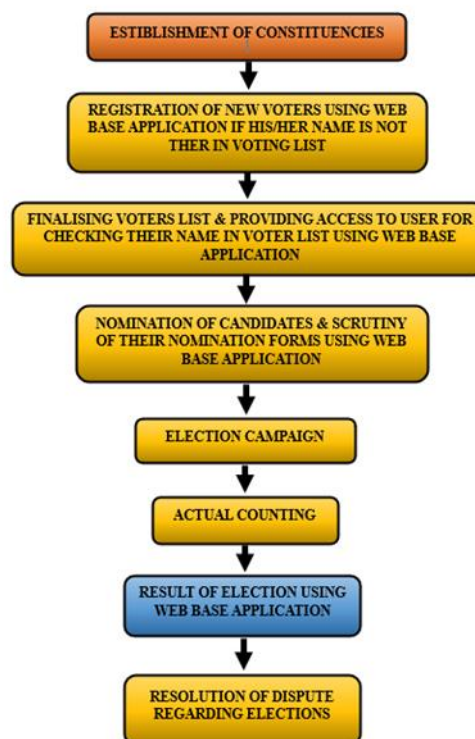 ESTIBLISHMENT OF CONSTITUENCIES
REGISTRATION OF NEW VOTERS USING WEB
BASE APPLICATION IF HIS/HER NAME IS NOT
THER IN VOTING LIST
FINALISING VOTERS LIST & PROVIDING ACCESS TO USER FOR
CHECKING THEIR NAME IN VOTER LIST USING WEB BASE
APPLICATION
NOMINATION OF CANDIDATES & SCRUTINY
OF THEIR NOMINATION FORMS USING WEB
BASE APPLICATION
ELECTION CAMPAIGN
ACTUAL COUNTING
RESULT OF ELECTION USING
WEB BASE APPLICATION
RESOLUTION OF DISPUTE
REGARDING ELECTIONS